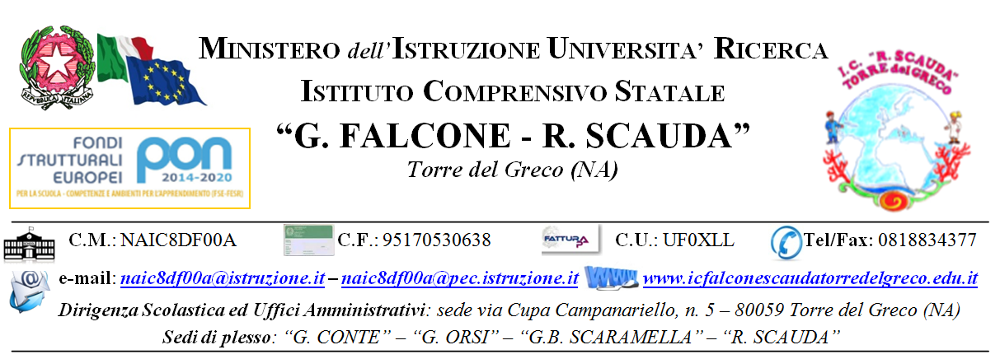 MINISTERO dell'ISTRUZIONE UNIVERSITA' RICERCA
ISTITUTO COMPRENSIVO STATALE
“G. FALCONE - R. SCAUDA”
Torre del Greco (NA)
REPVBBLICA ITALIANA
FONDI
STRUTTURALI
EUROPEI
pon
2014-2020
PER LA SCUOLA - COMPETENZE E AMBIENTI PER L'APPRENDIMENTO (FSE-FESR)
I.C. "R. SCAUDA"
TORRE del GRECO
C.M.: NAIC8DF00A
C.F.: 95170530638
FATTURA PA
C.U.: UF0XLL
Tel/Fax: 0818834377
e-mail: naic8df00a@istruzione.it – naic8df00a@pec.istruzione.it
WWW
www.icfalconescaudatorredelgreco.edu.it
Dirigenza Scolastica ed Uffici Amministrativi: sede via Cupa Campanariello, n. 5 – 80059 Torre del Greco (NA)
Sedi di plesso: “G. CONTE” – “G. ORSI” – “G.B. SCARAMELLA” – “R. SCAUDA”